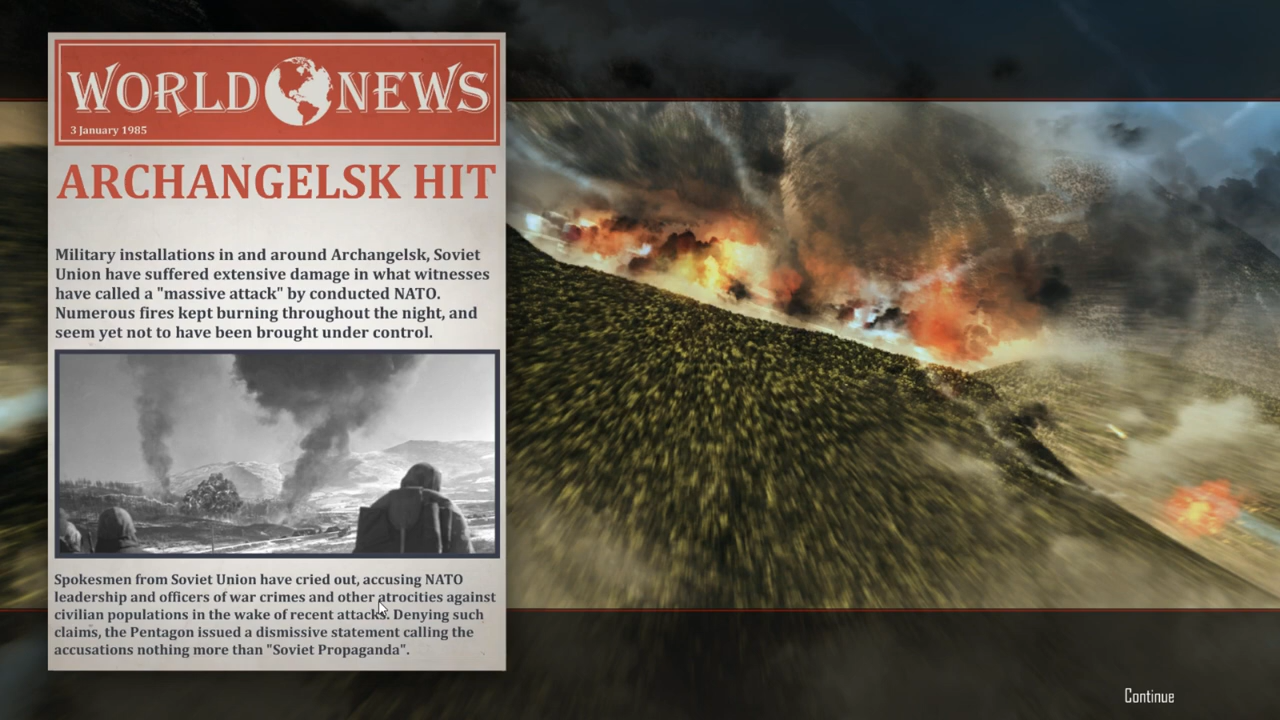 WORLD NEWS
3 January 1985
ARCHANGELSK HIT
Military installations in and around Archangelsk, Soviet
Union have suffered extensive damage in what witnesses
have called a "massive attack" by conducted NATO.
Numerous fires kept burning throughout the night, and
seem yet not to have been brought under control.
Spokesmen from Soviet Union have cried out, accusing NATO
leadership and officers of war crimes and other atrocities against
civilian populations in the wake of recent attacks. Denying such
claims, the Pentagon issued a dismissive statement calling the
accusations nothing more than "Soviet Propaganda".
Continue